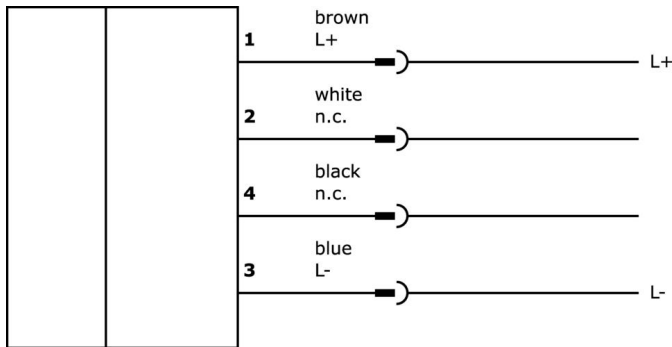 brown
1 L+
L+
white
2 n.c.
black
4 n.c.
blue
3 L-
L-